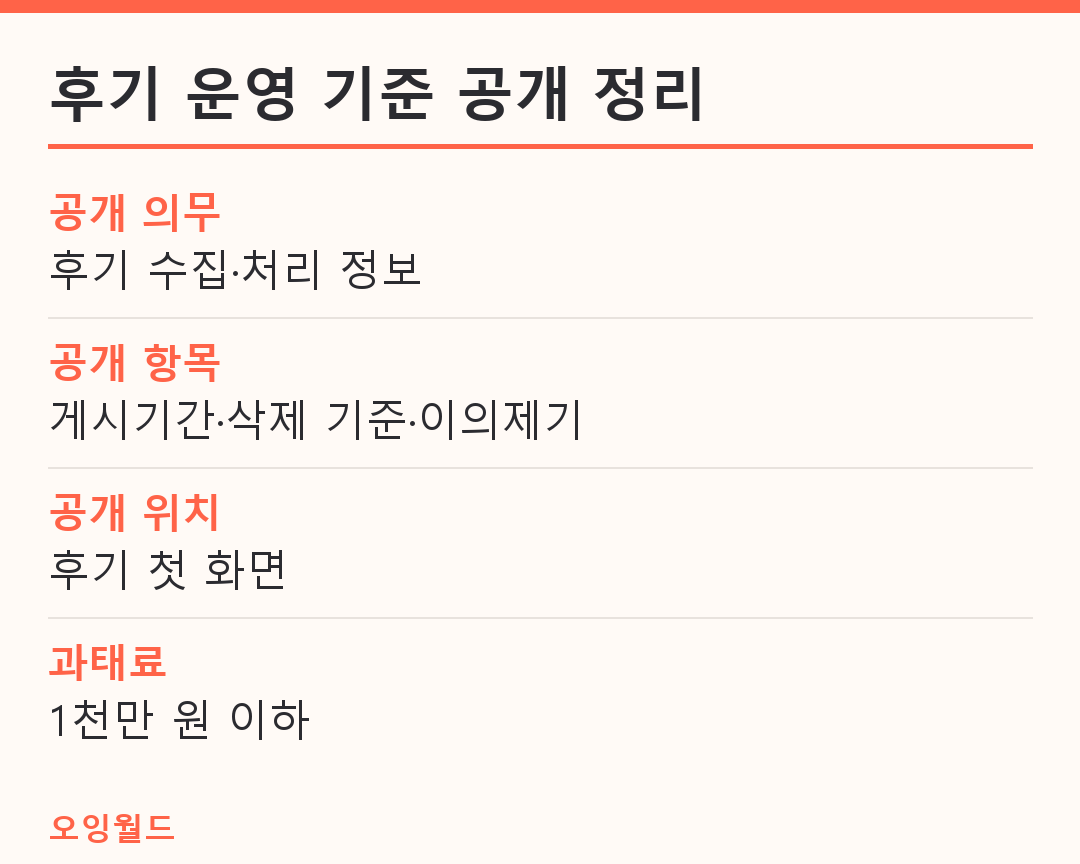 후기 운영 기준 공개 정리
공개 의무
후기 수집·처리 정보
공개 항목
게시기간·삭제 기준·이의제기
공개 위치
후기 첫 화면
과태료
1천만 원 이하
오잉월드